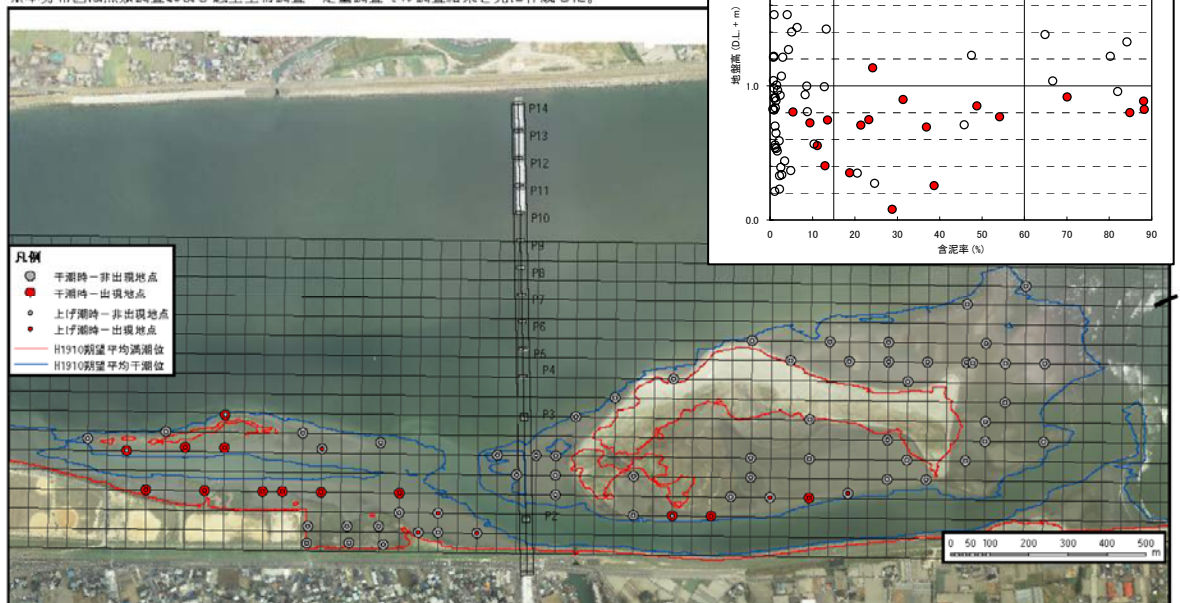 地盤高 (D.L. + m)
1.0
0.0
0 10 20 30 40 50 60 70 80 90
含泥率 (%)
P14
P13
P12
P11
P10
P9
P8
P7
P6
P5
P4
P3
P2
凡例
干潮時－非出現地点
干潮時－出現地点
上げ潮時－非出現地点
上げ潮時－出現地点
H1910朔望平均満潮位
H1910朔望平均干潮位
0 50 100 200 300 400 500
m